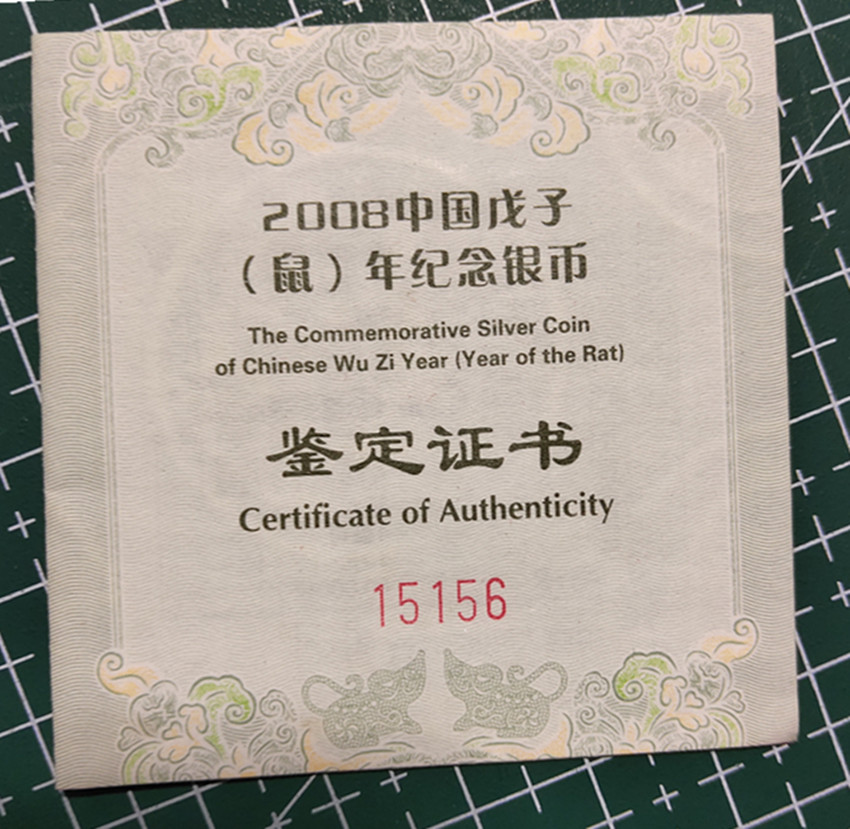 2008中国戊子
（鼠）年纪念银币
The Commemorative Silver Coin
of Chinese Wu Zi Year (Year of the Rat)
鉴定证书
Certificate of Authenticity
15156